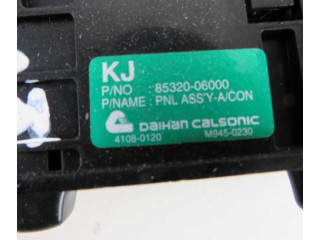 KJ
P/NO : 85320-06000
P/NAME : PNL ASS'Y-A/CON
DAIHAN CALSONIC
4108-0120 M945-0230